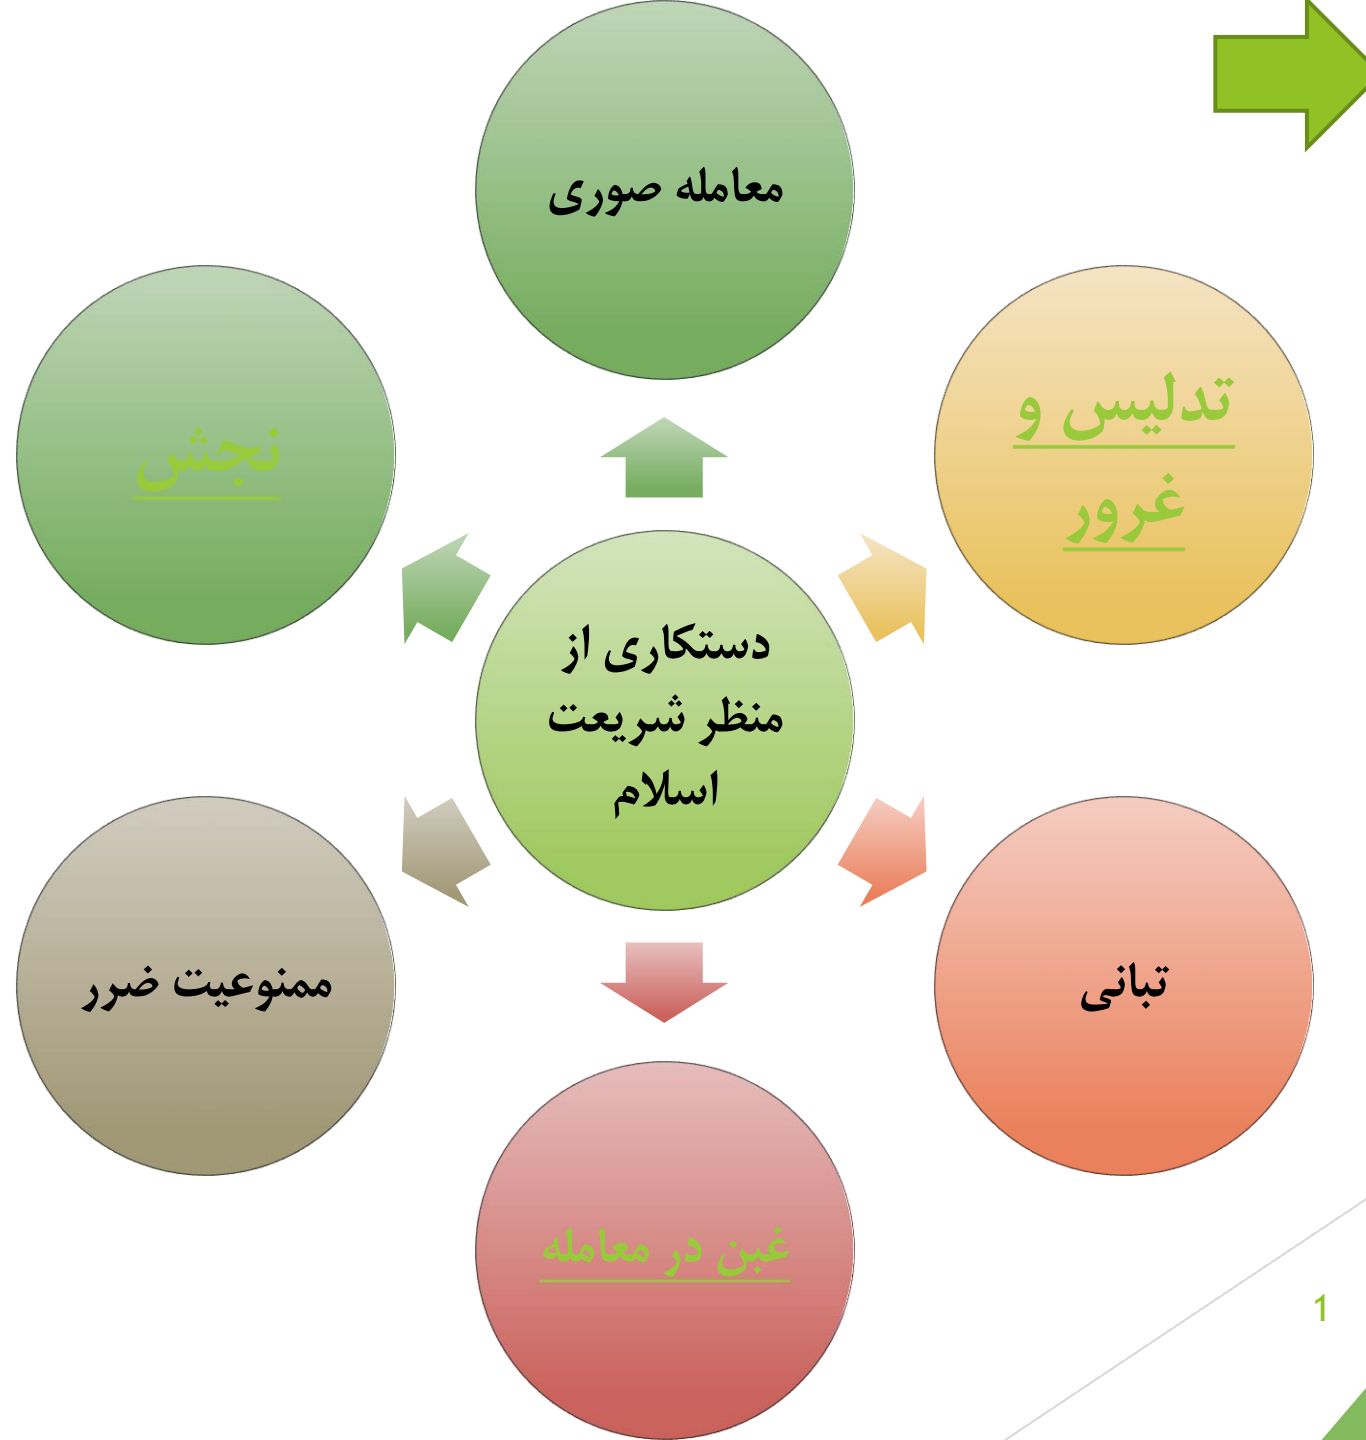 معامله صوری
تدلیس و
غرور
نجش
دستکاری از
منظر شریعت
اسلام
تبانی
ممنوعیت ضرر
غبن در معامله
1